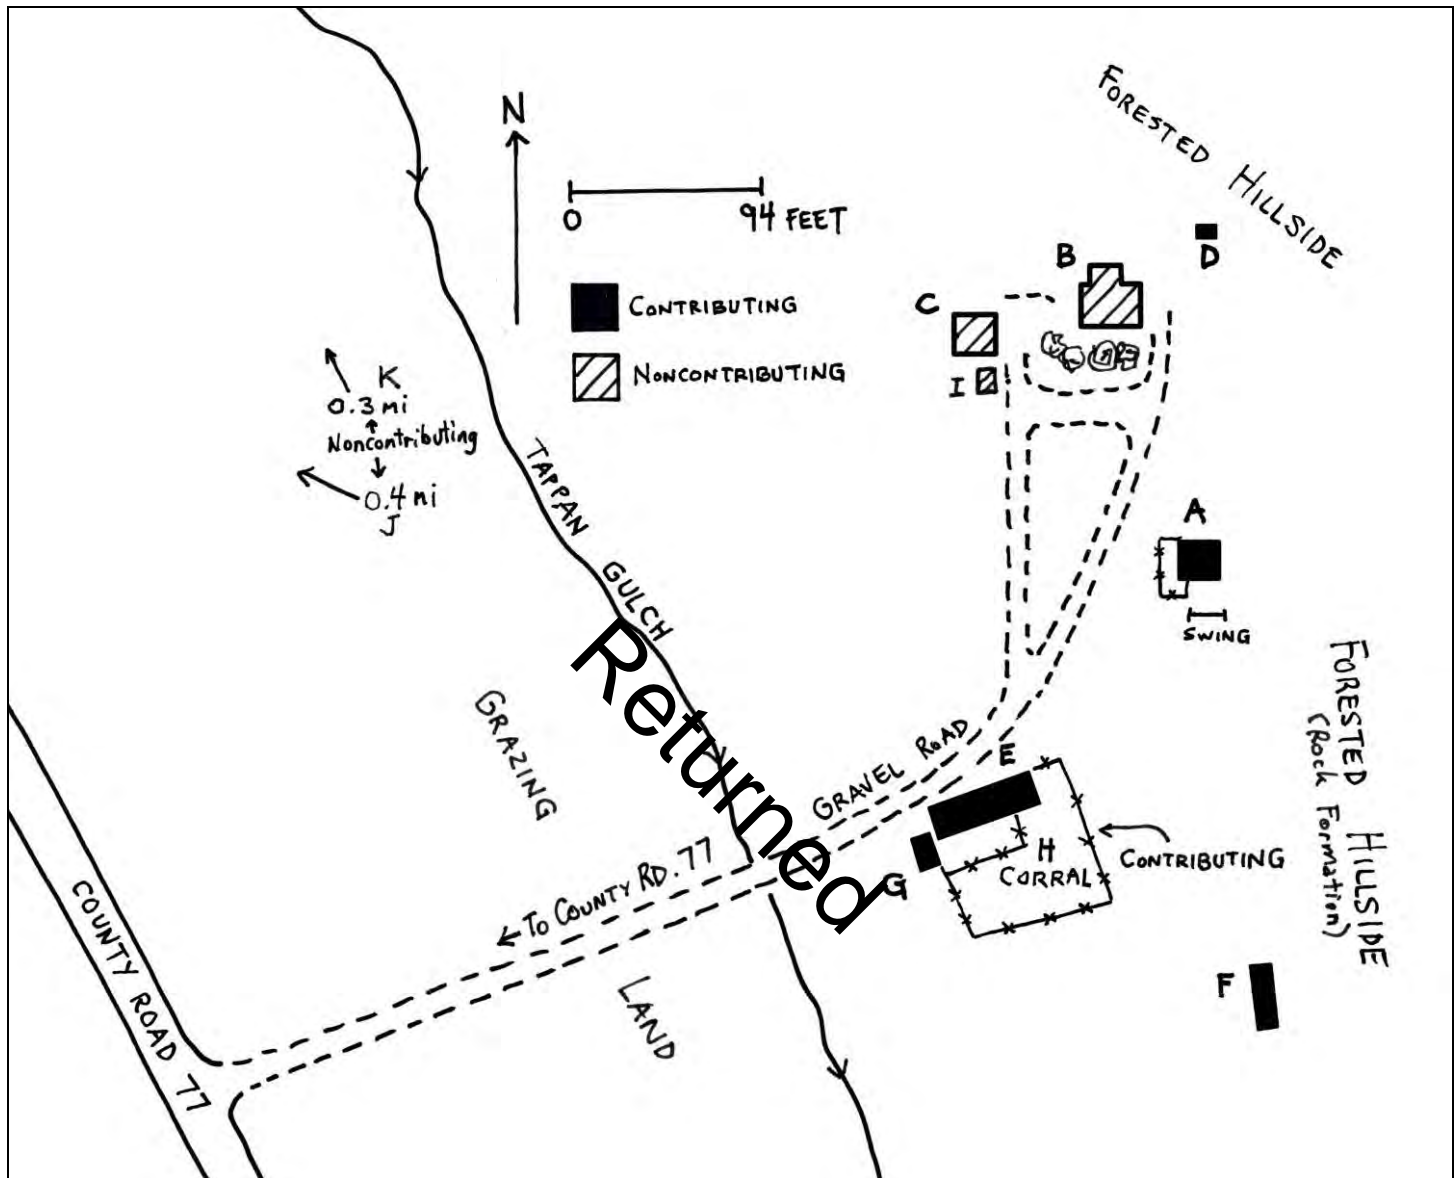 FORESTED HILLSIDE
N
0 94 FEET
CONTRIBUTING
NONCONTRIBUTING
B
D
C
I
K
0.3 mi
Noncontributing
0.4 mi
J
TAPPAN GULCH
A
SWING
FORESTED HILLSIDE
(ROCK FORMATION)
GRAZING LAND
GRAVEL ROAD
E
H
CORRAL
CONTRIBUTING
G
F
← TO COUNTY RD. 77
COUNTY ROAD 77
Returned